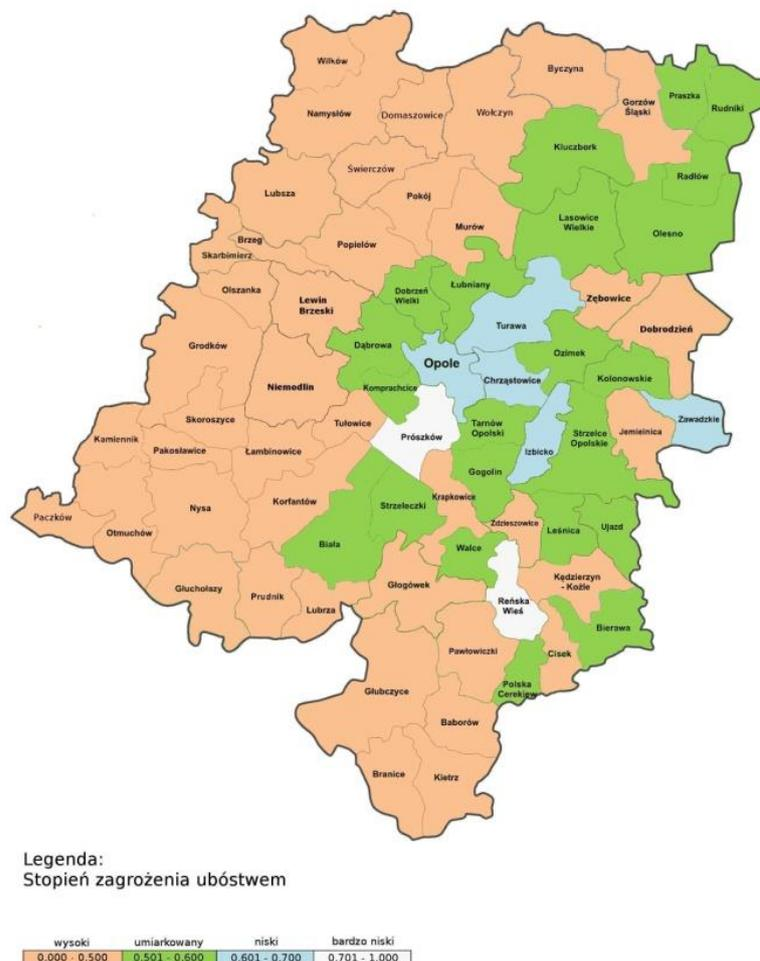 Wilków
Byczyna
Praszka
Rudniki
Gorzów
Śląski
Namysłów
Domaszowice
Wołczyn
Kluczbork
Świerczów
Radłów
Lubsza
Pokój
Lasowice
Wielkie
Murów
Olesno
Brzeg
Popielów
Skarbimierz
Olszanka
Dobrzeń
Wielki
Łubniany
Lewin
Brzeski
Zębowice
Turawa
Dobrodzień
Grodków
Dąbrowa
Ozimek
Opole
Chrząstowice
Kolonowskie
Niemodlin
Komprachcice
Skoroszyce
Tułowice
Tarnów
Opolski
Zawadzkie
Kamiennik
Prószków
Strzelce
Opolskie
Jemielnica
Pakosławice
Łambinowice
Izbicko
Gogolin
Korfantów
Krapkowice
Nysa
Strzeleczki
Paczków
Zdzieszowice
Ujazd
Otmuchów
Leśnica
Biała
Walce
Kędzierzyn
- Koźle
Głuchołazy
Prudnik
Głogówek
Lubrza
Reńska
Wieś
Bierawa
Pawłowiczki
Cisek
Polska
Cerekiew
Głubczyce
Baborów
Branice
Kietrz
Legenda:
Stopień zagrożenia ubóstwem
wysoki umiarkowany niski bardzo niski
0.000 - 0.500 0.501 - 0.600 0.601 - 0.700 0.701 - 1.000